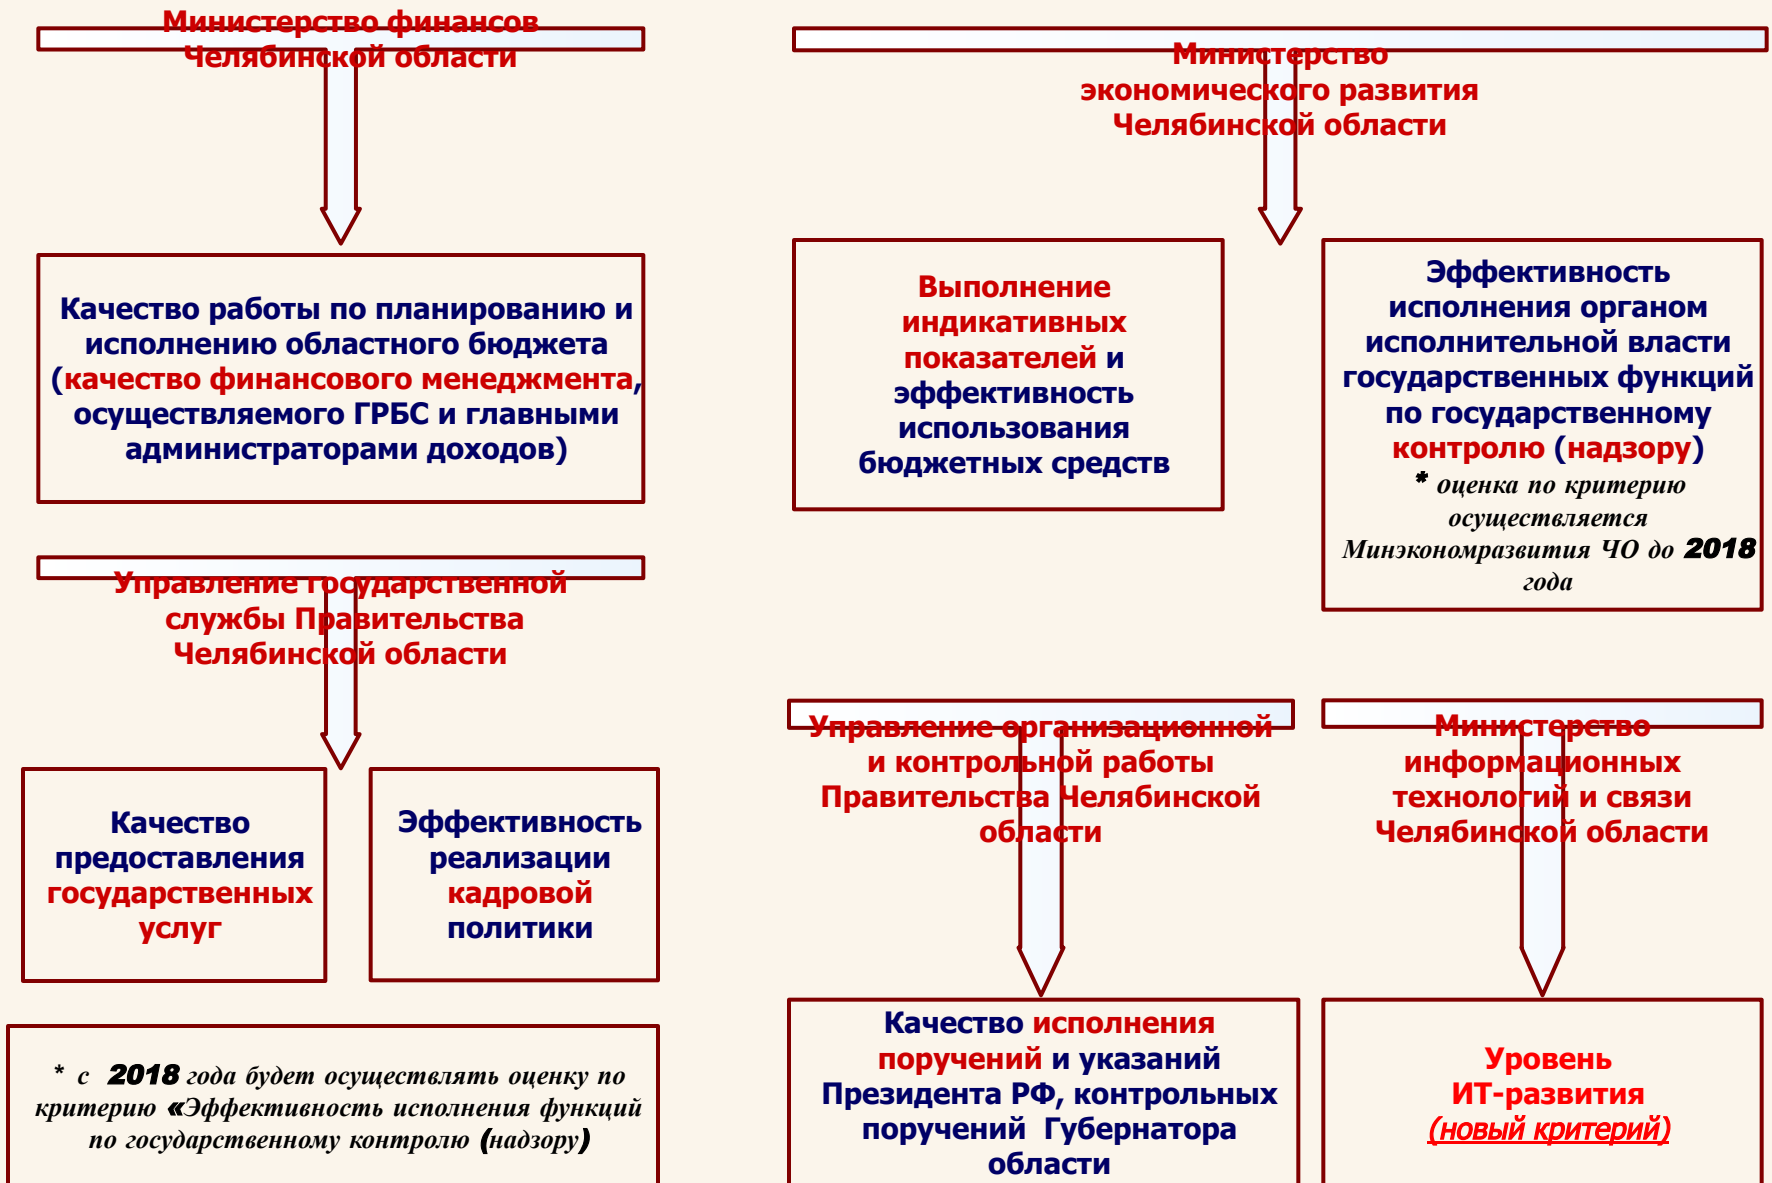 Министерство финансов
Челябинской области
Качество работы по планированию и
исполнению областного бюджета
(качество финансового менеджмента,
осуществляемого ГРБС и главными
администраторами доходов)
Министерство
экономического развития
Челябинской области
Выполнение
индикативных
показателей и
эффективность
использования
бюджетных средств
Эффективность
исполнения органом
исполнительной власти
государственных функций
по государственному
контролю (надзору)
* оценка по критерию
осуществляется
Минэкономразвития ЧО до 2018
года
Управление государственной
службы Правительства
Челябинской области
Качество
предоставления
государственных
услуг
Эффективность
реализации
кадровой
политики
* с 2018 года будет осуществлять оценку по
критерию «Эффективность исполнения функций
по государственному контролю (надзору)
Управление организационной
и контрольной работы
Правительства Челябинской
области
Качество исполнения
поручений и указаний
Президента РФ, контрольных
поручений Губернатора
области
Министерство
информационных
технологий и связи
Челябинской области
Уровень
ИТ-развития
(новый критерий)